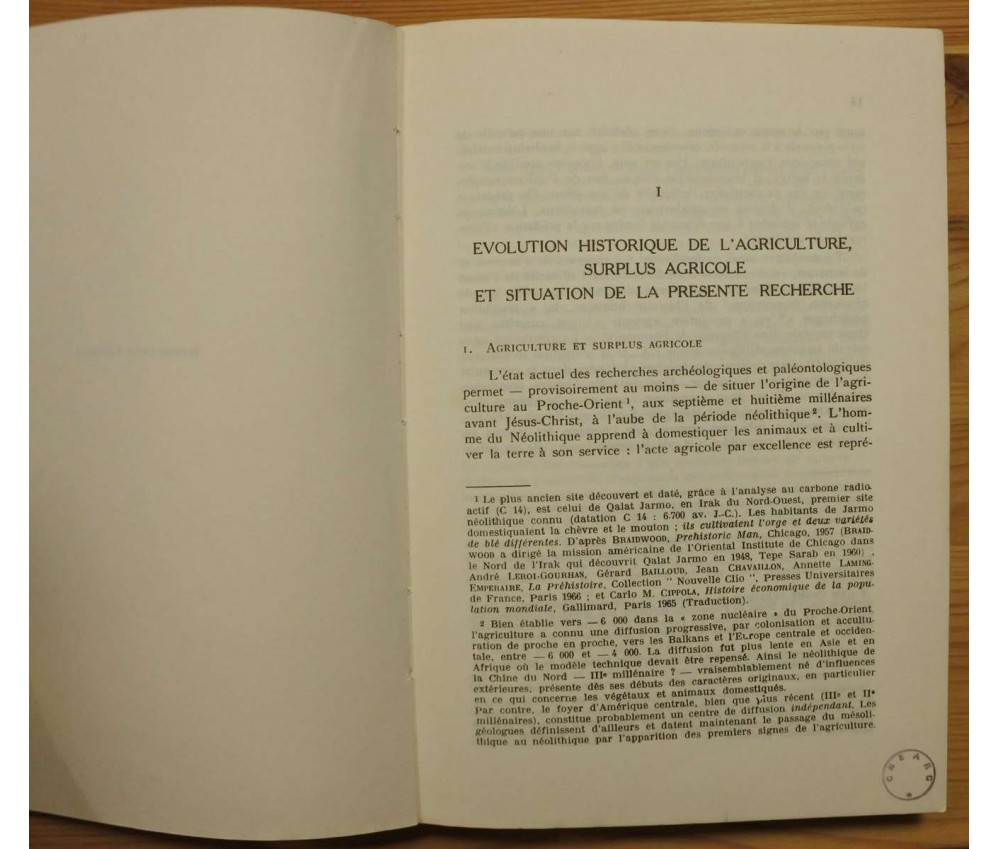 I
EVOLUTION HISTORIQUE DE L'AGRICULTURE,
SURPLUS AGRICOLE
ET SITUATION DE LA PRESENTE RECHERCHE
1. AGRICULTURE ET SURPLUS AGRICOLE
L'état actuel des recherches archéologiques et paléontologiques
permet — provisoirement au moins — de situer l'origine de l'agri-
culture au Proche-Orient 1, aux septième et huitième millénaires
avant Jésus-Christ, à l'aube de la période néolithique 2. L'hom-
me du Néolithique apprend à domestiquer les animaux et à culti-
ver la terre à son service : l'acte agricole par excellence est repré-
1 Le plus ancien site découvert et daté, grâce à l'analyse au carbone radio-
actif (C 14), est celui de Qalat Jarmo, en Irak du Nord-Ouest, premier site
néolithique connu (datation C 14 : 6.700 av. J.-C.). Les habitants de Jarmo
domestiquaient la chèvre et le mouton ; ils cultivaient l'orge et deux variétés
de blé différentes. D'après BRAIDWOOD, Prehistoric Man, Chicago, 1957 (BRAID-
WOOD a dirigé la mission américaine de l'Oriental Institute de Chicago dans
le Nord de l'Irak qui découvrit Qalat Jarmo en 1948, Tepe Sarab en 1960) .
André LEROI-GOURHAN, Gérard BAILLOUD, Jean CHAVAILLON, Annette LAMING-
EMPERAIRE, La Préhistoire, Collection " Nouvelle Clio ", Presses Universitaires
de France, Paris 1966 ; et Carlo M. CIPPOLA, Histoire économique de la popu-
lation mondiale, Gallimard, Paris 1965 (Traduction).
2 Bien établie vers — 6 000 dans la « zone nucléaire » du Proche-Orient
l'agriculture a connu une diffusion progressive, par colonisation et accultu-
ration de proche en proche, vers les Balkans et l'Europe centrale et occiden-
tale, entre — 6 000 et — 4 000. La diffusion fut plus lente en Asie et en
Afrique où le modèle technique devait être repensé. Ainsi le néolithique de
la Chine du Nord — IIIe millénaire ? — vraisemblablement né d'influences
extérieures, présente dès ses débuts des caractères originaux, en particulier
en ce qui concerne les végétaux et animaux domestiqués.
Par contre, le foyer d'Amérique centrale, bien que plus récent (IIIe et IIe
millénaires), constitue probablement un centre de diffusion indépendant. Les
géologues définissent d'ailleurs et datent maintenant le passage du mésoli-
thique au néolithique par l'apparition des premiers signes de l'agriculture.
CNEARC